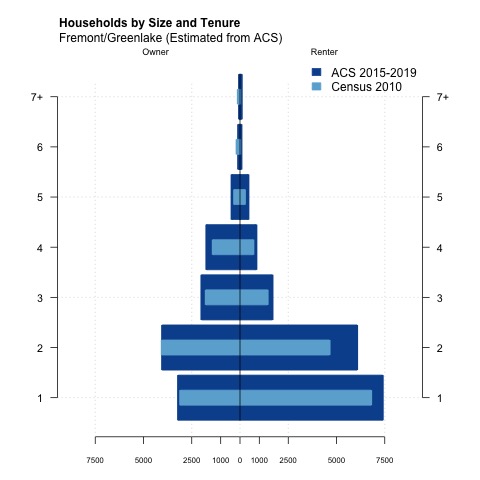 Households by Size and Tenure
Fremont/Greenlake (Estimated from ACS)
Owner Renter
ACS 2015-2019
Census 2010
7+ 7+
6 6
5 5
4 4
3 3
2 2
1 1
7500 5000 2500 1000 0 1000 2500 5000 7500